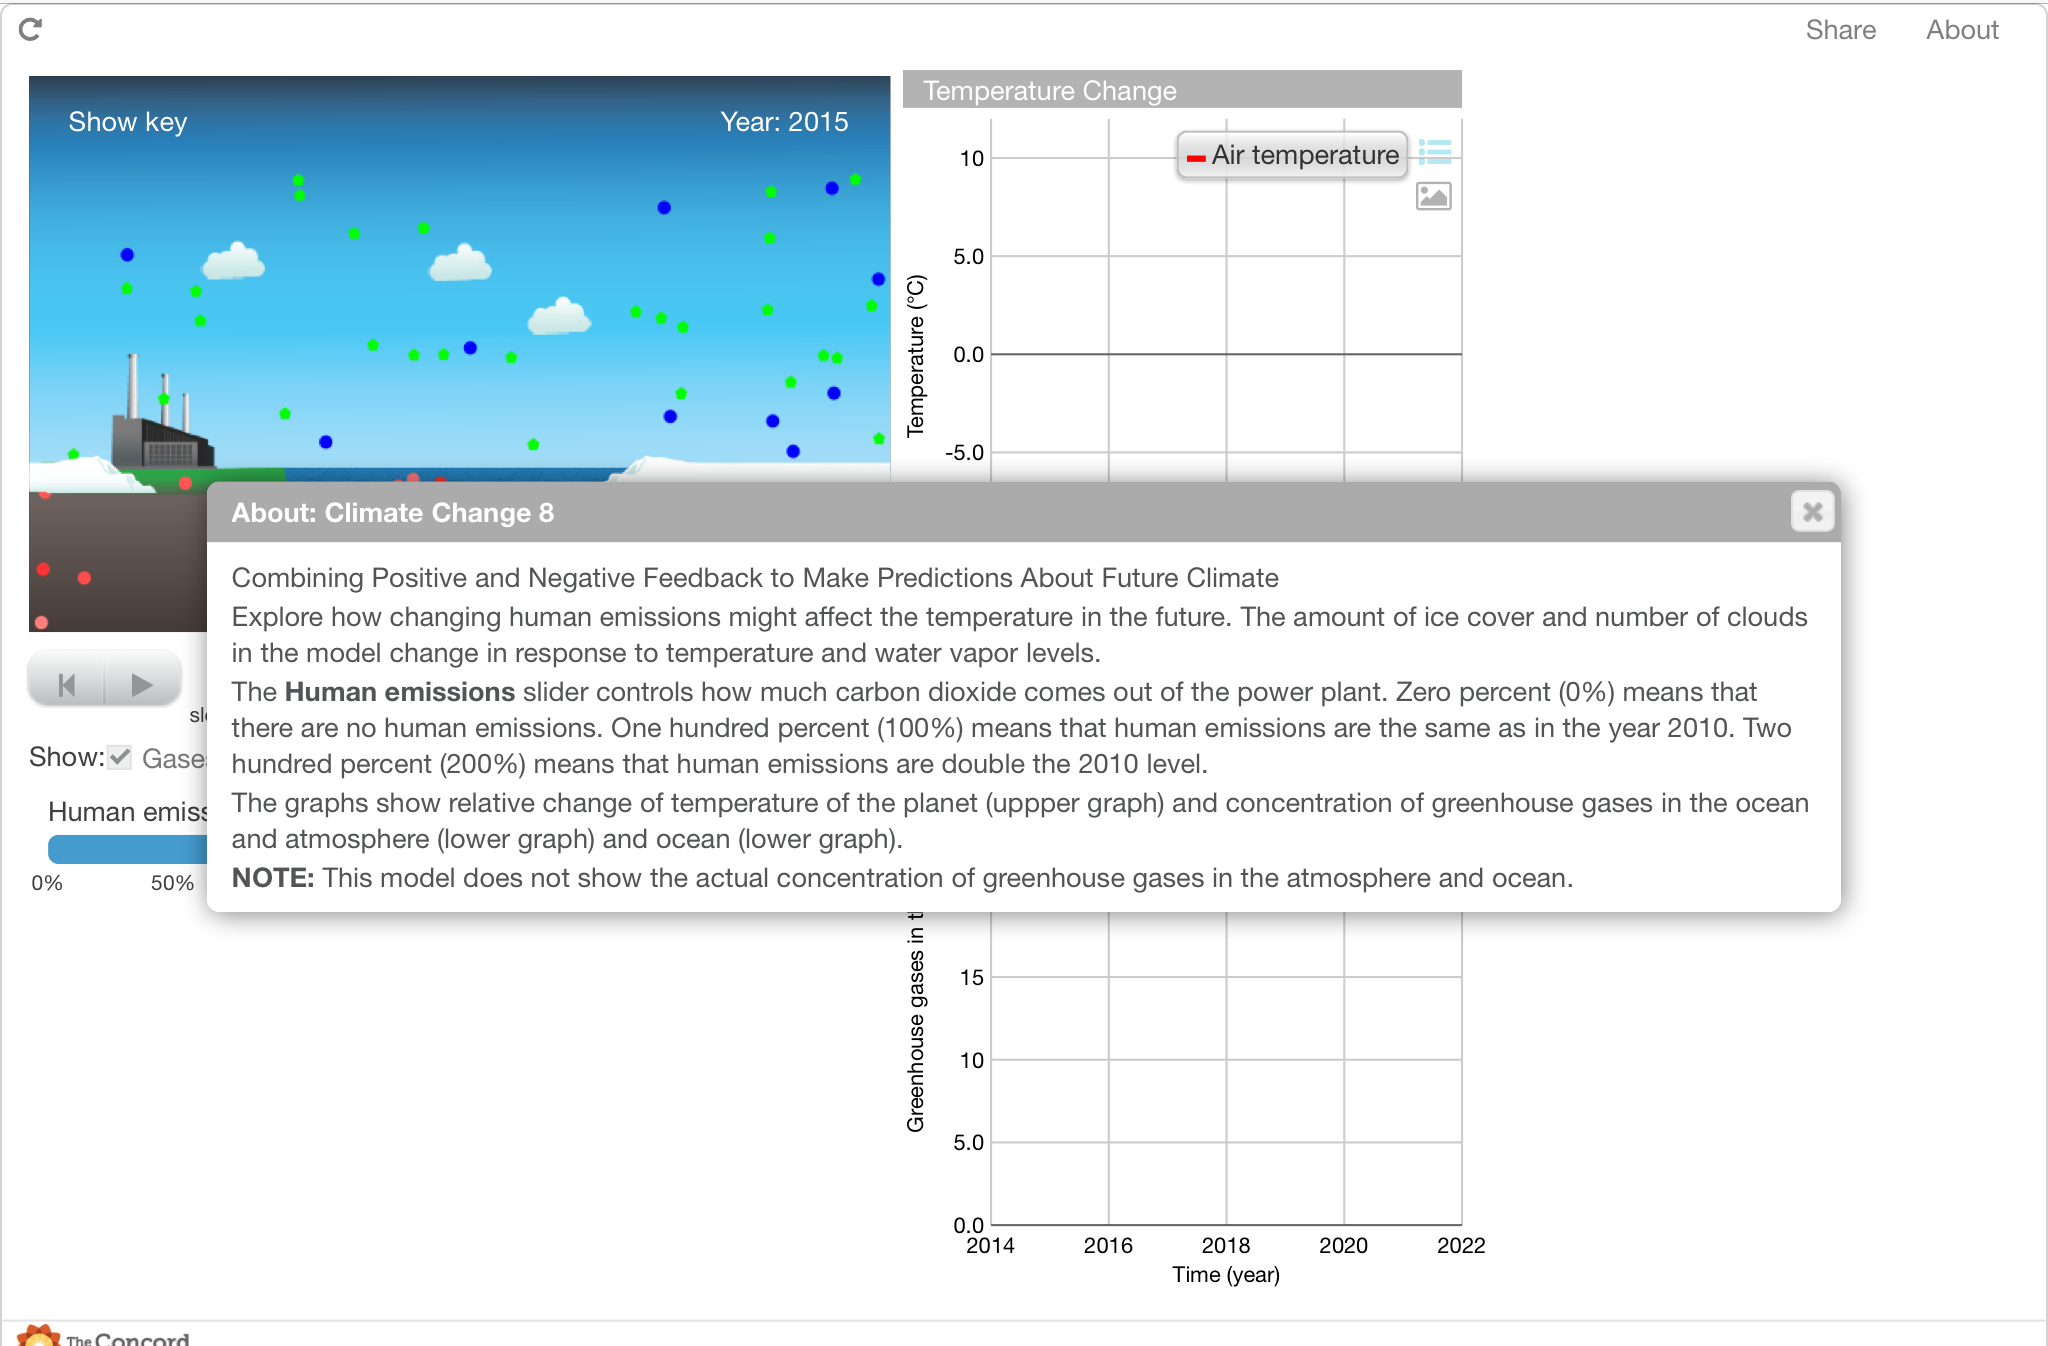 Share About
Show key
Year: 2015
Temperature Change
Air temperature
10
5.0
0.0
-5.0
Temperature (°C)
About: Climate Change 8
Combining Positive and Negative Feedback to Make Predictions About Future Climate
Explore how changing human emissions might affect the temperature in the future. The amount of ice cover and number of clouds
in the model change in response to temperature and water vapor levels.
The Human emissions slider controls how much carbon dioxide comes out of the power plant. Zero percent (0%) means that
there are no human emissions. One hundred percent (100%) means that human emissions are the same as in the year 2010. Two
hundred percent (200%) means that human emissions are double the 2010 level.
The graphs show relative change of temperature of the planet (uppper graph) and concentration of greenhouse gases in the ocean
and atmosphere (lower graph) and ocean (lower graph).
NOTE: This model does not show the actual concentration of greenhouse gases in the atmosphere and ocean.
Show:
Human
0% 50%
Greenhouse gases in
15
10
5.0
0.0
2014 2016 2018 2020 2022
Time (year)
The Concord